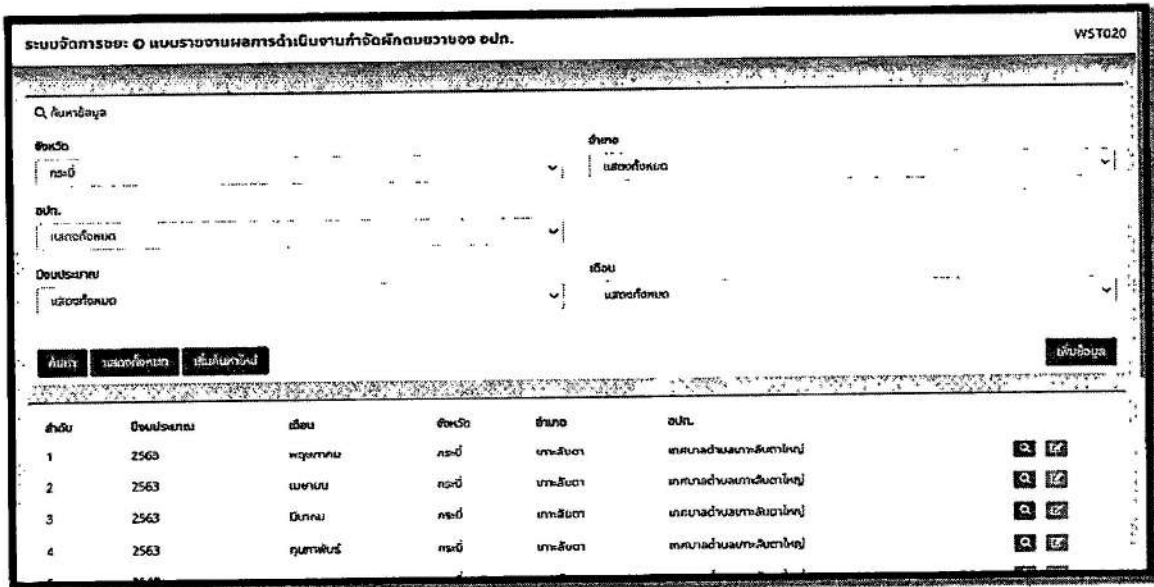 ระบบจัดการขยะ แบบรายงานผลการดำเนินงานกำจัดผักตบชวาของ อปท. WST020
ค้นหาข้อมูล
จังหวัด อำเภอ
กระบี่ แสดงทั้งหมด
อปท.
แสดงทั้งหมด
ปีงบประมาณ เดือน
แสดงทั้งหมด แสดงทั้งหมด
ค้นหา แสดงทั้งหมด เริ่มค้นหาใหม่ เพิ่มข้อมูล
ลำดับ ปีงบประมาณ เดือน จังหวัด อำเภอ อปท.
1 2563 พฤษภาคม กระบี่ เกาะลันตา เทศบาลตำบลเกาะลันตาใหญ่
2 2563 เมษายน กระบี่ เกาะลันตา เทศบาลตำบลเกาะลันตาใหญ่
3 2563 มีนาคม กระบี่ เกาะลันตา เทศบาลตำบลเกาะลันตาใหญ่
4 2563 กุมภาพันธ์ กระบี่ เกาะลันตา เทศบาลตำบลเกาะลันตาใหญ่